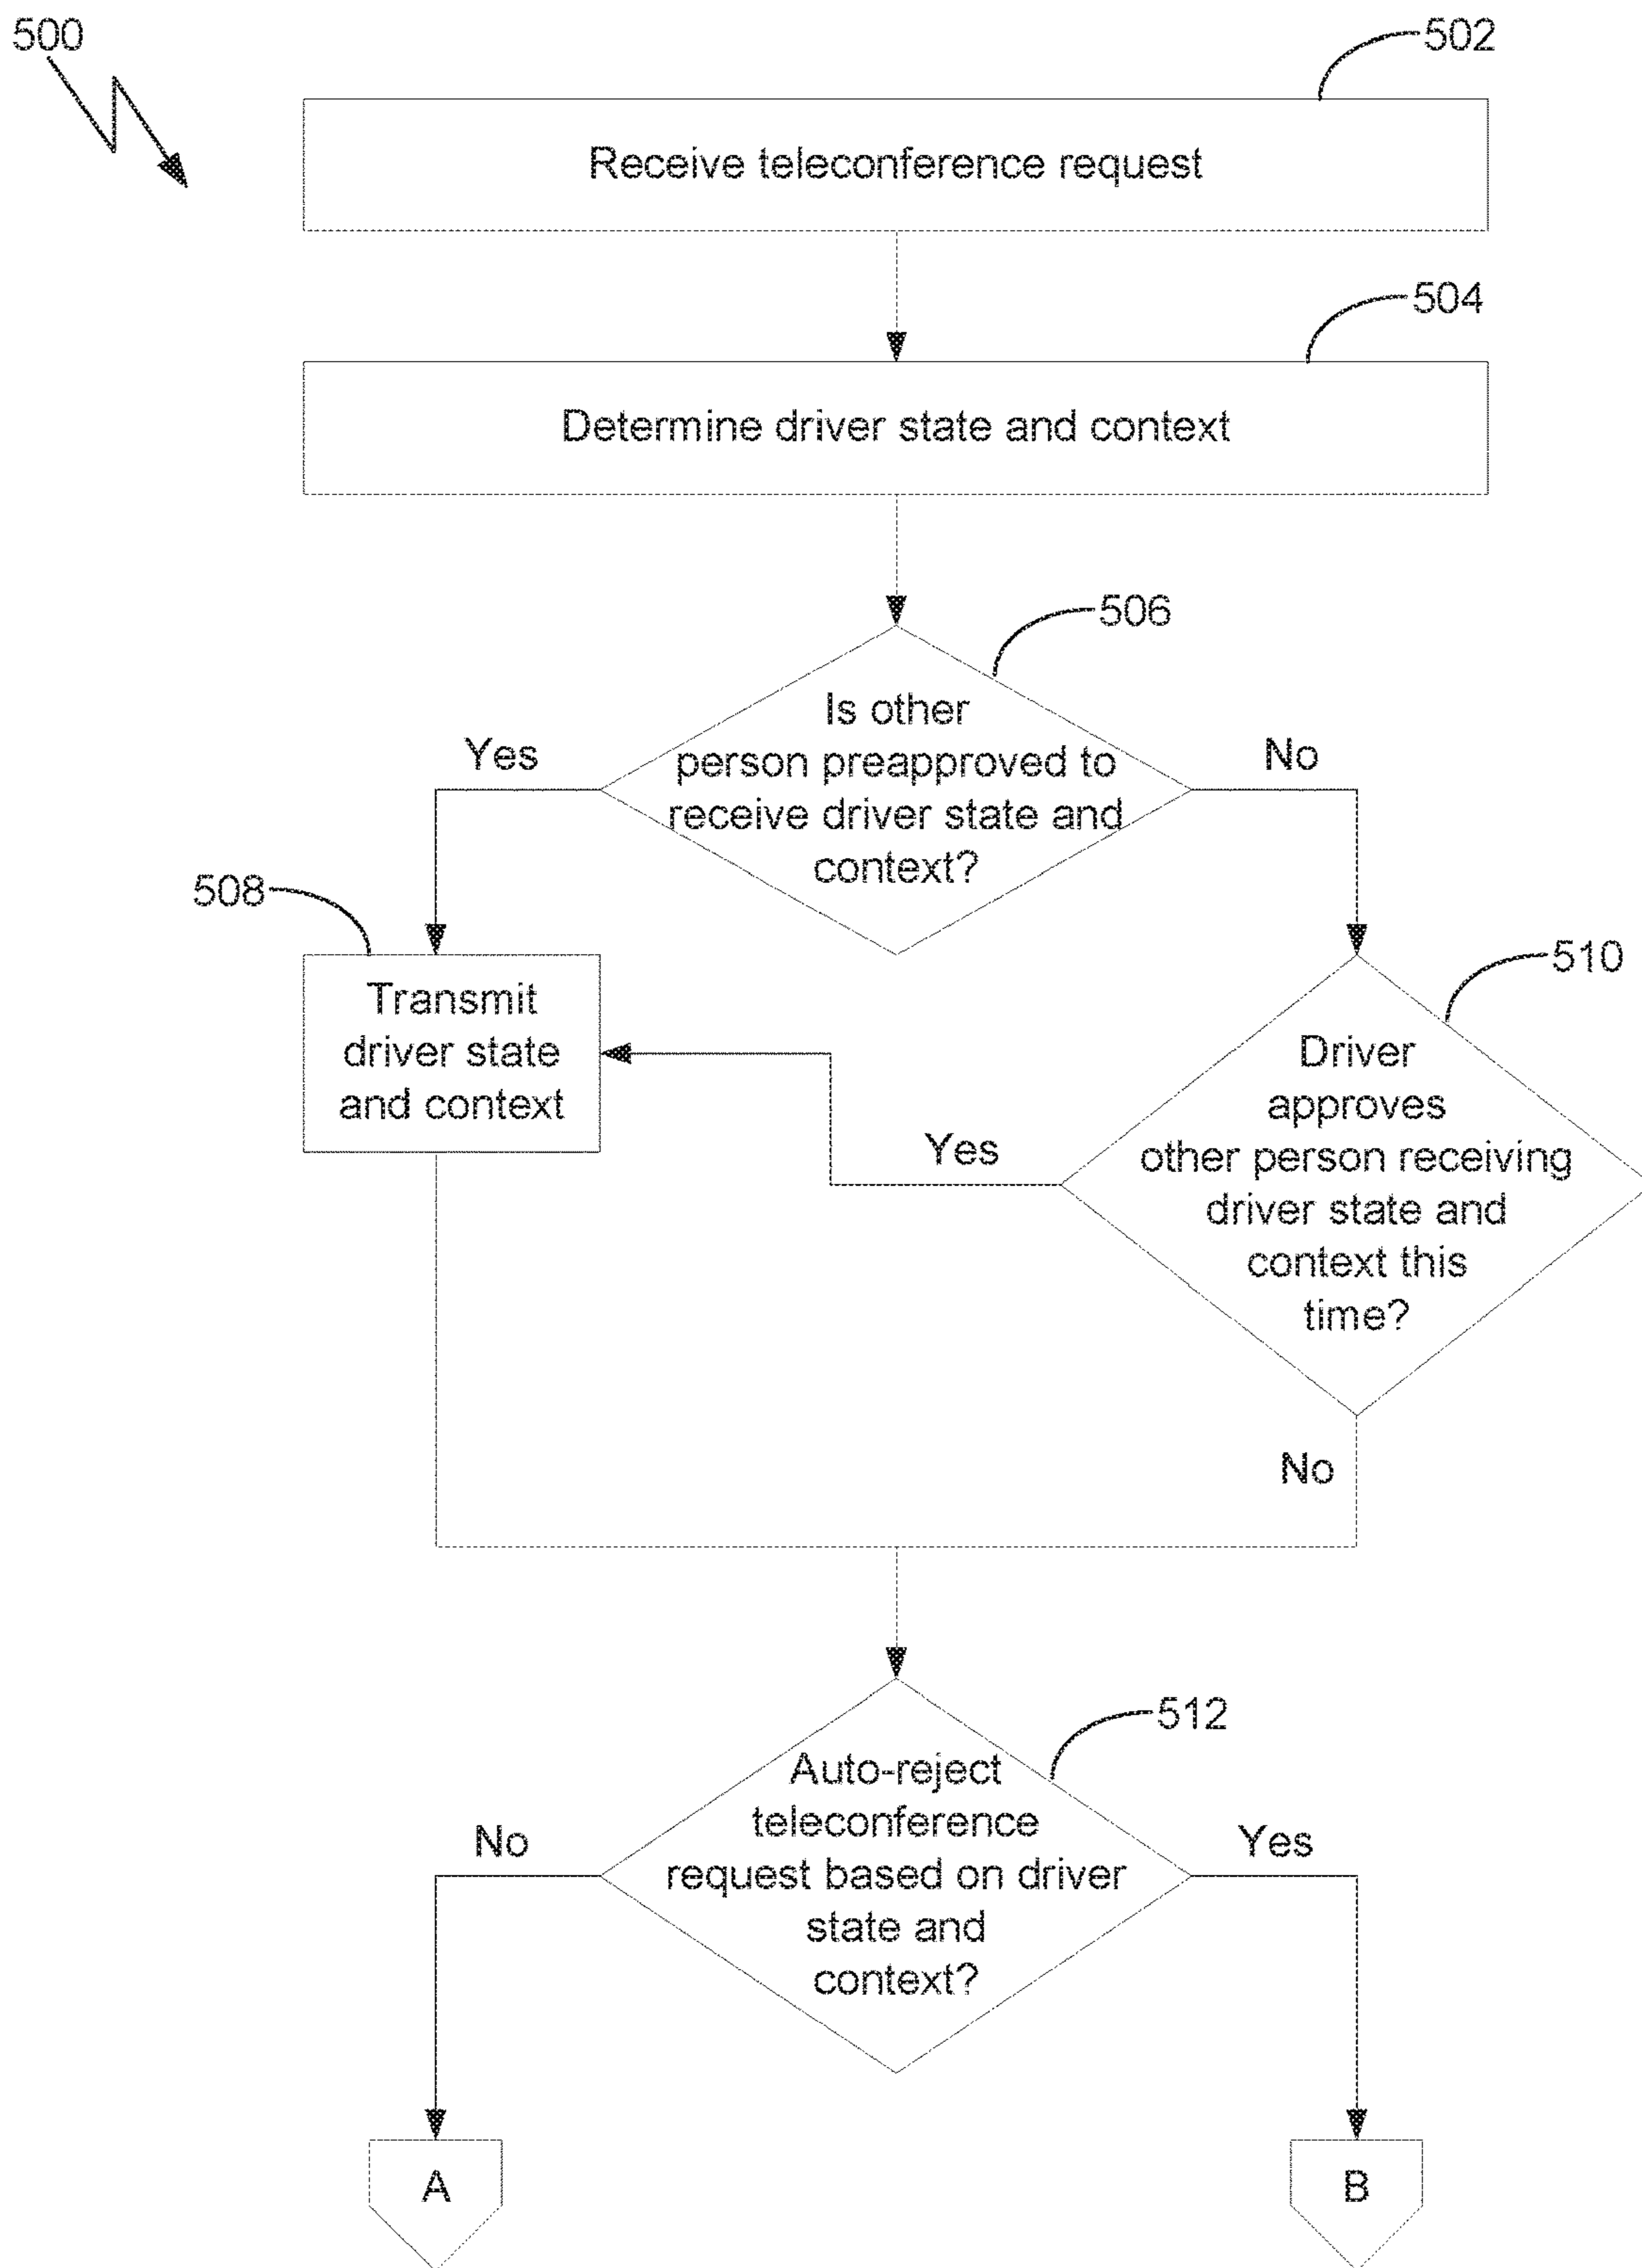 500
502
Receive teleconference request
504
Determine driver state and context
506
Is other
person preapproved to
receive driver state and
context?
Yes
No
508
Transmit
driver state
and context
510
Driver
approves
other person receiving
driver state and
context this
time?
Yes
No
512
Auto-reject
teleconference
request based on driver
state and
context?
No
Yes
A
B